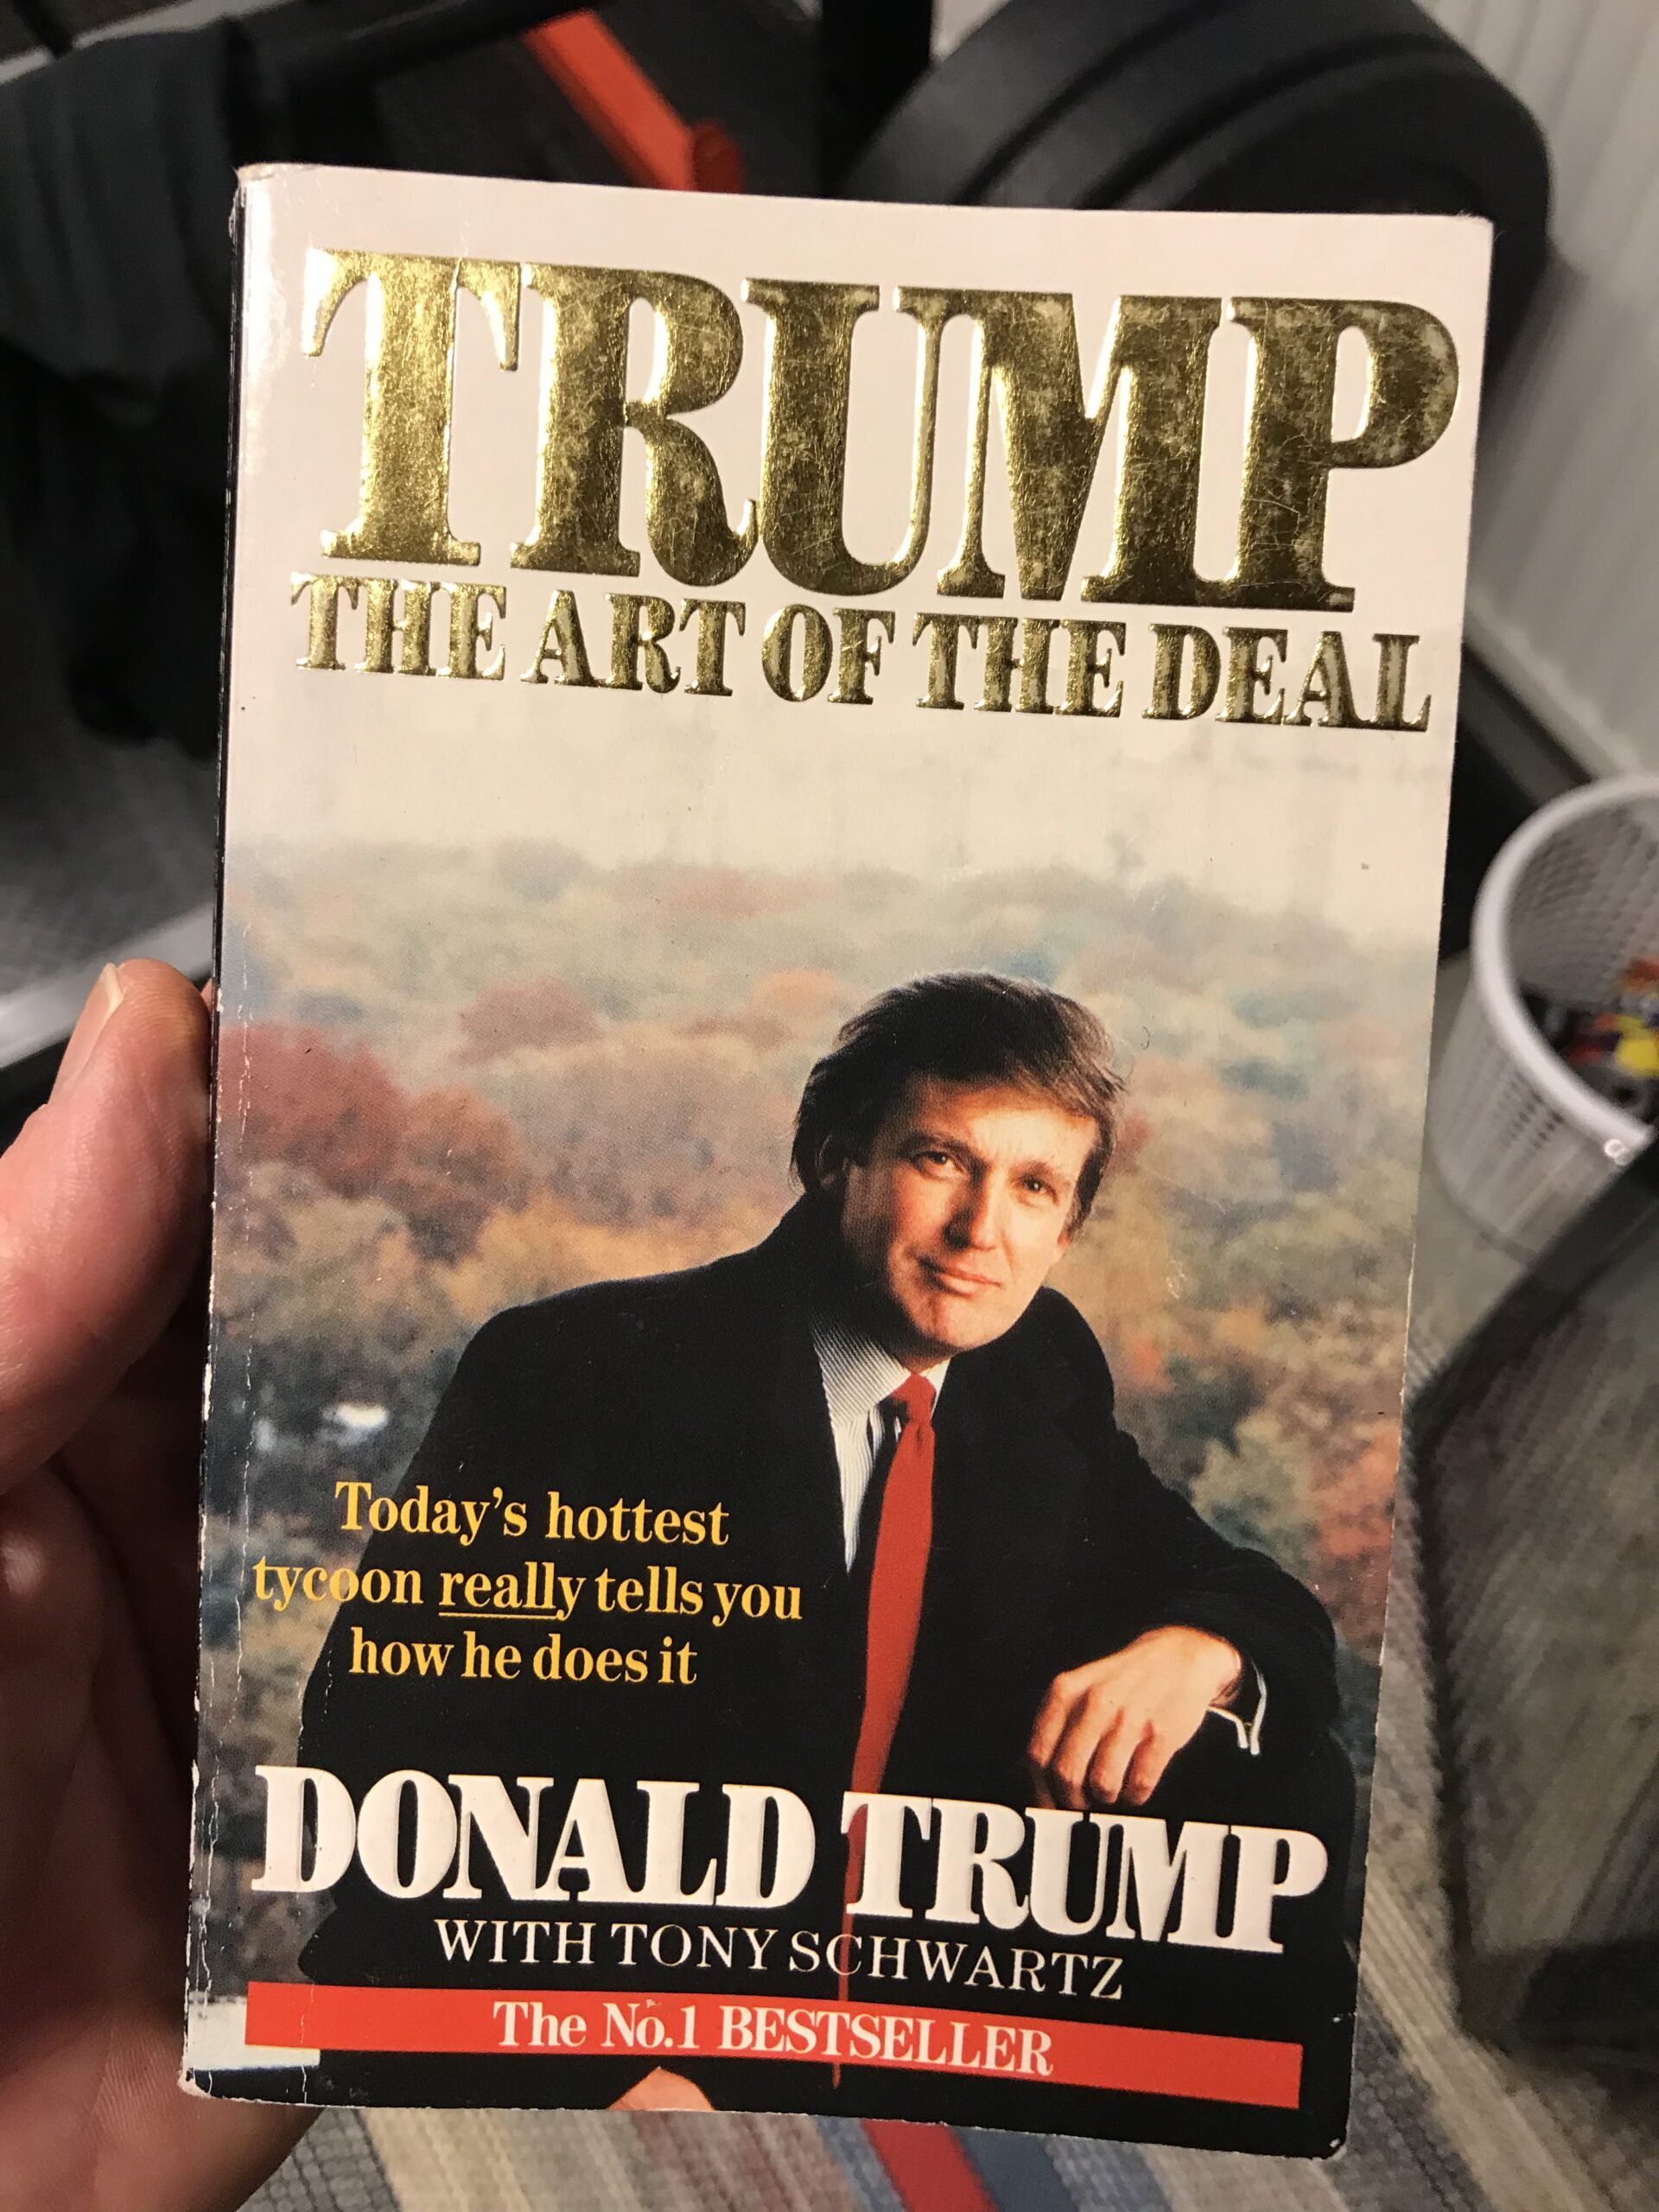 TRUMP
THE ART OF THE DEAL
Today's hottest
tycoon really tells you
how he does it
DONALD TRUMP
WITH TONY SCHWARTZ
The No.1 BESTSELLER